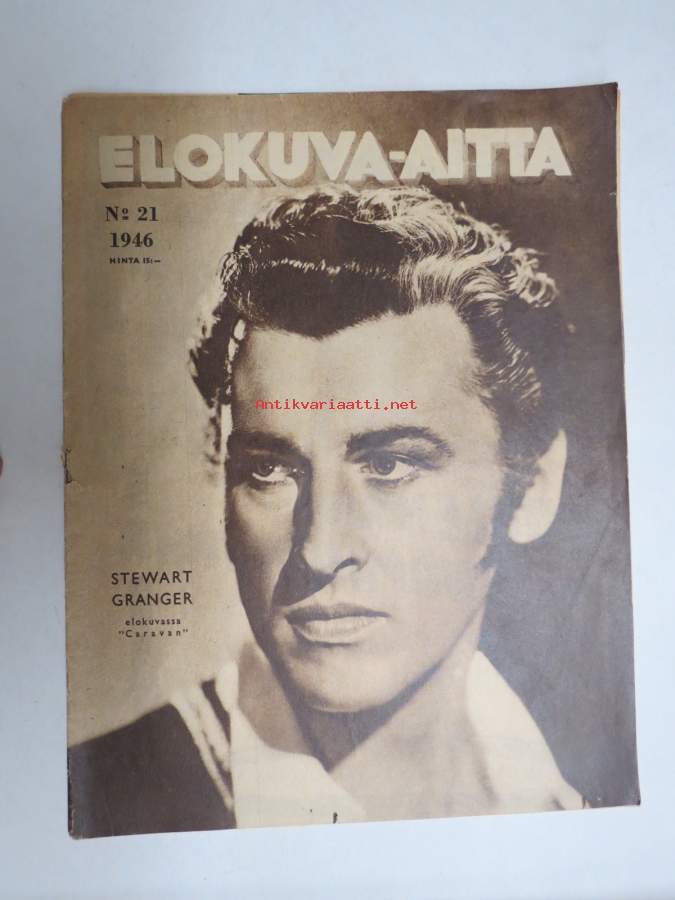 ELOKUVA-AITTA
Nº 21
1946
HINTA 15:—
Antikvariaatti.net
STEWART
GRANGER
elokuvassa
"Caravan"